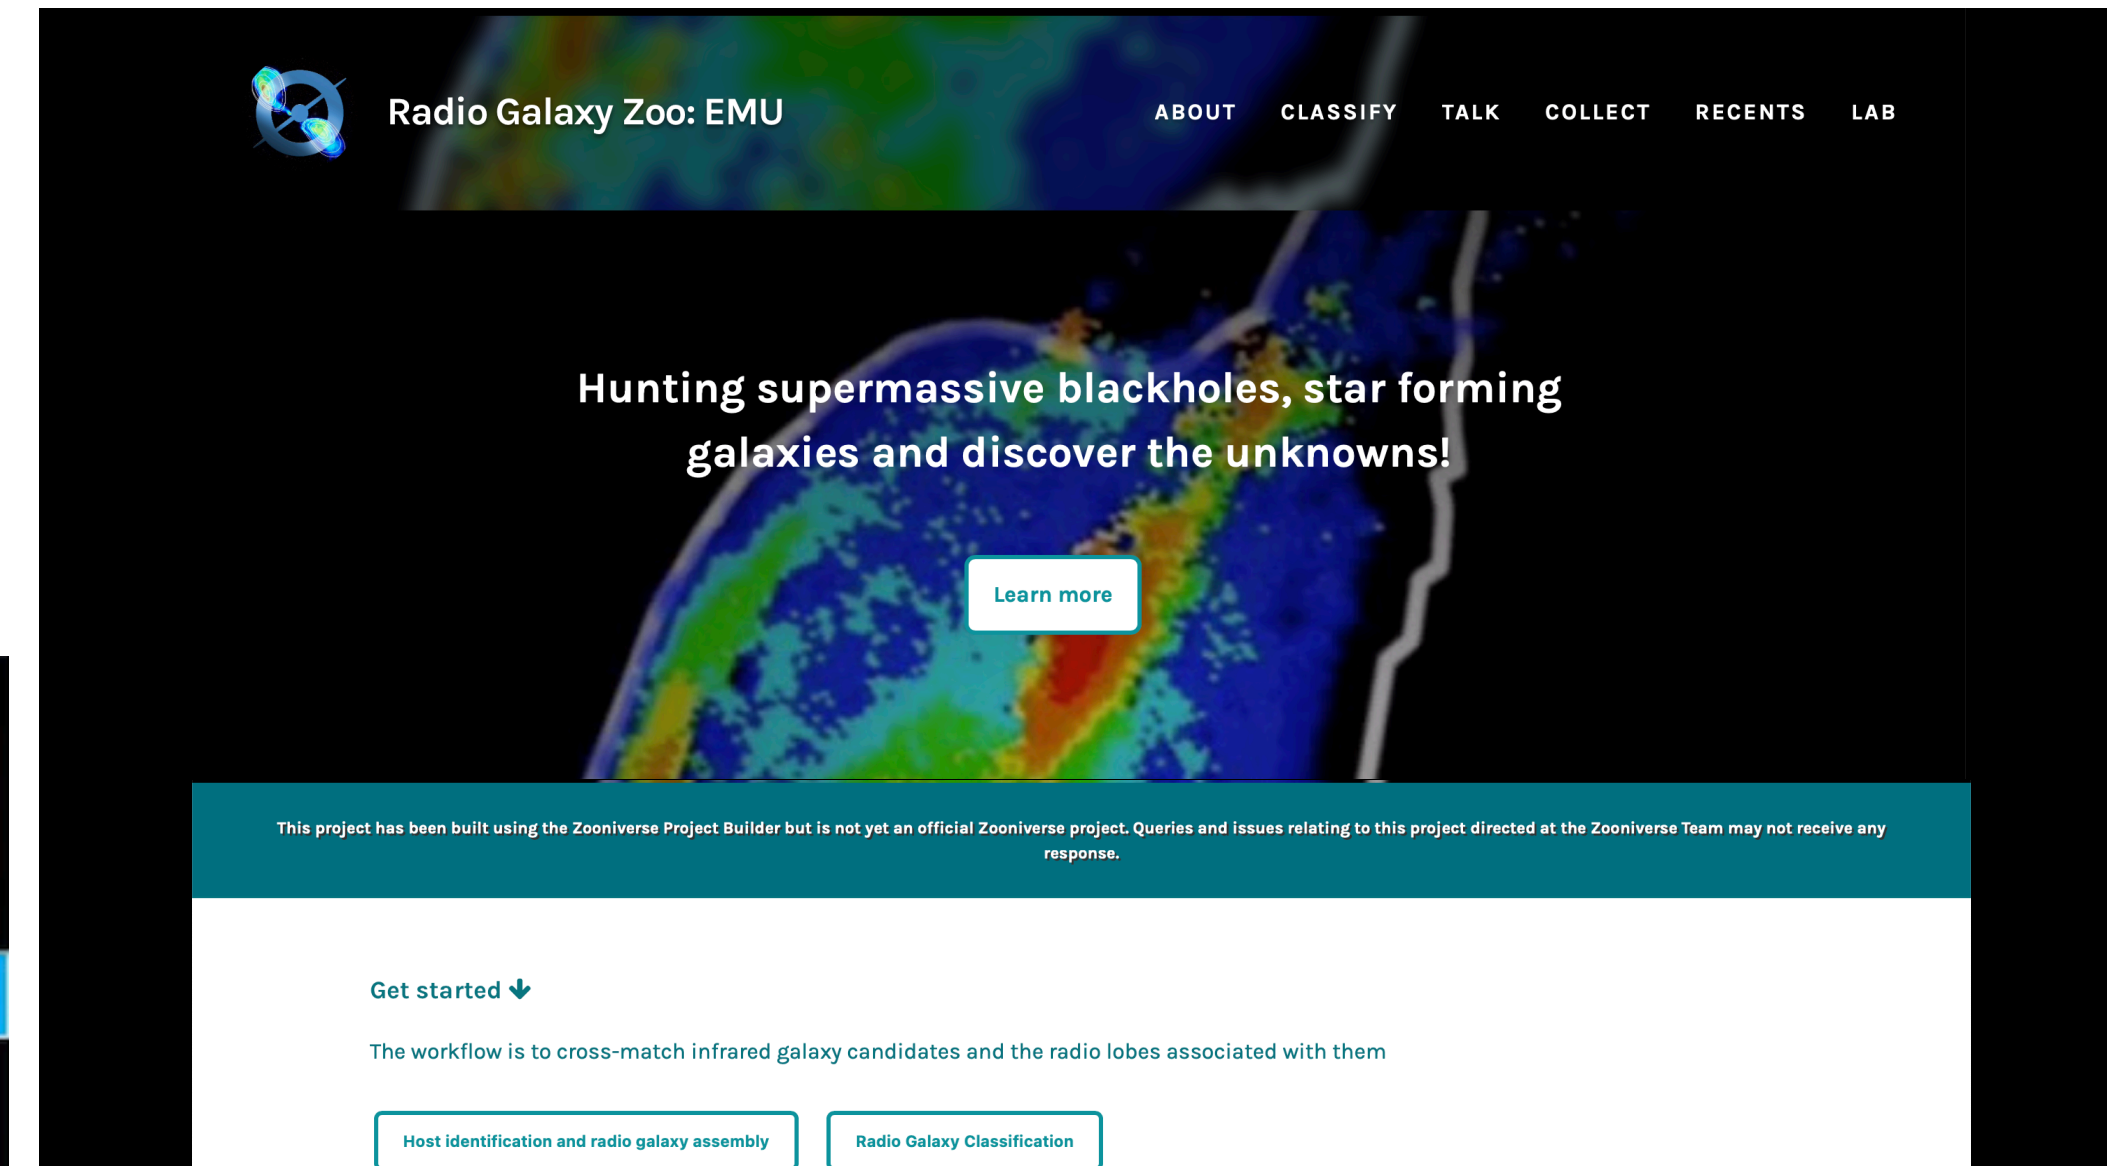 Radio Galaxy Zoo: EMU
ABOUT CLASSIFY TALK COLLECT RECENTS LAB
Hunting supermassive blackholes, star forming
galaxies and discover the unknowns!
Learn more
This project has been built using the Zooniverse Project Builder but is not yet an official Zooniverse project. Queries and issues relating to this project directed at the Zooniverse Team may not receive any
response.
Get started
The workflow is to cross-match infrared galaxy candidates and the radio lobes associated with them
Host identification and radio galaxy assembly
Radio Galaxy Classification